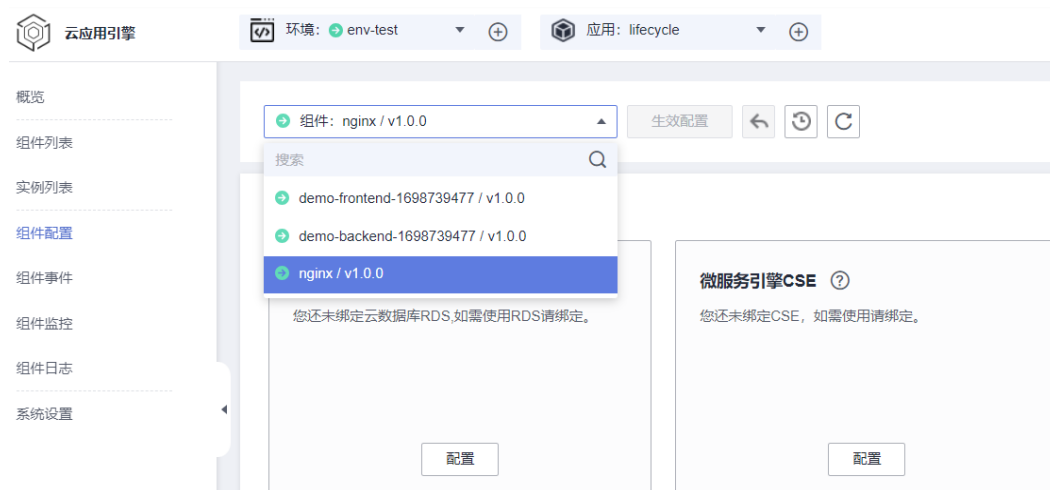 云应用引擎
环境: env-test
应用: lifecycle
概览
组件列表
实例列表
组件配置
组件事件
组件监控
组件日志
系统设置
组件: nginx / v1.0.0
生效配置
搜索
demo-frontend-1698739477 / v1.0.0
demo-backend-1698739477 / v1.0.0
nginx / v1.0.0
您还未绑定云数据库RDS,如需使用RDS请绑定。
配置
微服务引擎CSE
您还未绑定CSE，如需使用请绑定。
配置